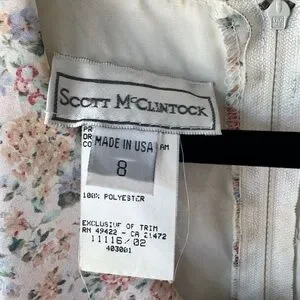 SCOTT McCLINTOCK
MADE IN USA
8
100% POLYESTER
EXCLUSIVE OF TRIM
RN 49422 - CA 21472
11116/02
403001